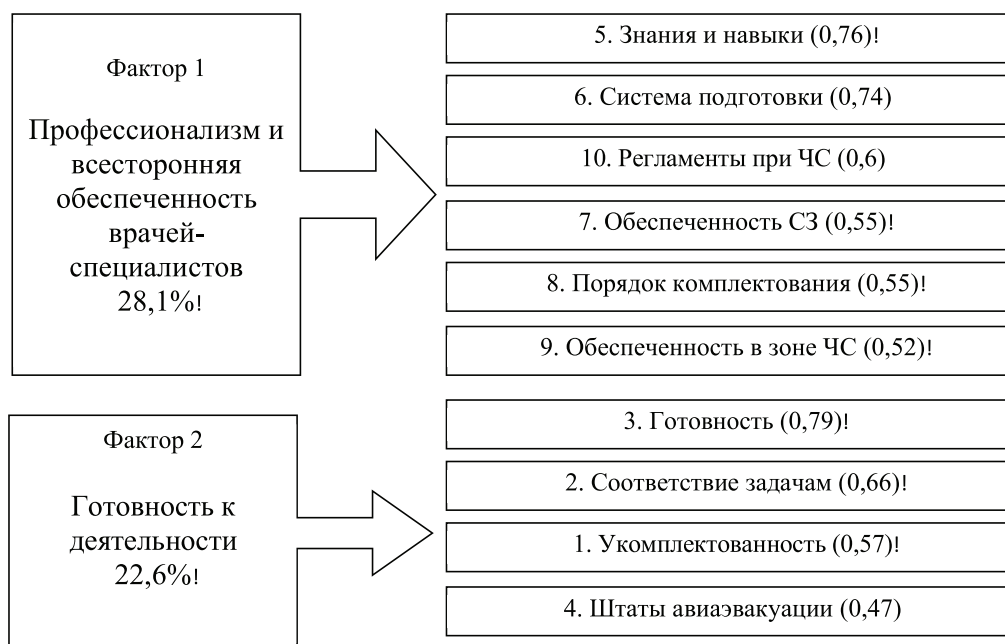 Фактор 1
Профессионализм и
всесторонняя
обеспеченность
врачей-
специалистов
28,1%!
5. Знания и навыки (0,76)!
6. Система подготовки (0,74)
10. Регламенты при ЧС (0,6)
7. Обеспеченность СЗ (0,55)!
8. Порядок комплектования (0,55)!
9. Обеспеченность в зоне ЧС (0,52)!
Фактор 2
Готовность к
деятельности
22,6%!
3. Готовность (0,79)!
2. Соответствие задачам (0,66)!
1. Укомплектованность (0,57)!
4. Штаты авиаэвакуации (0,47)